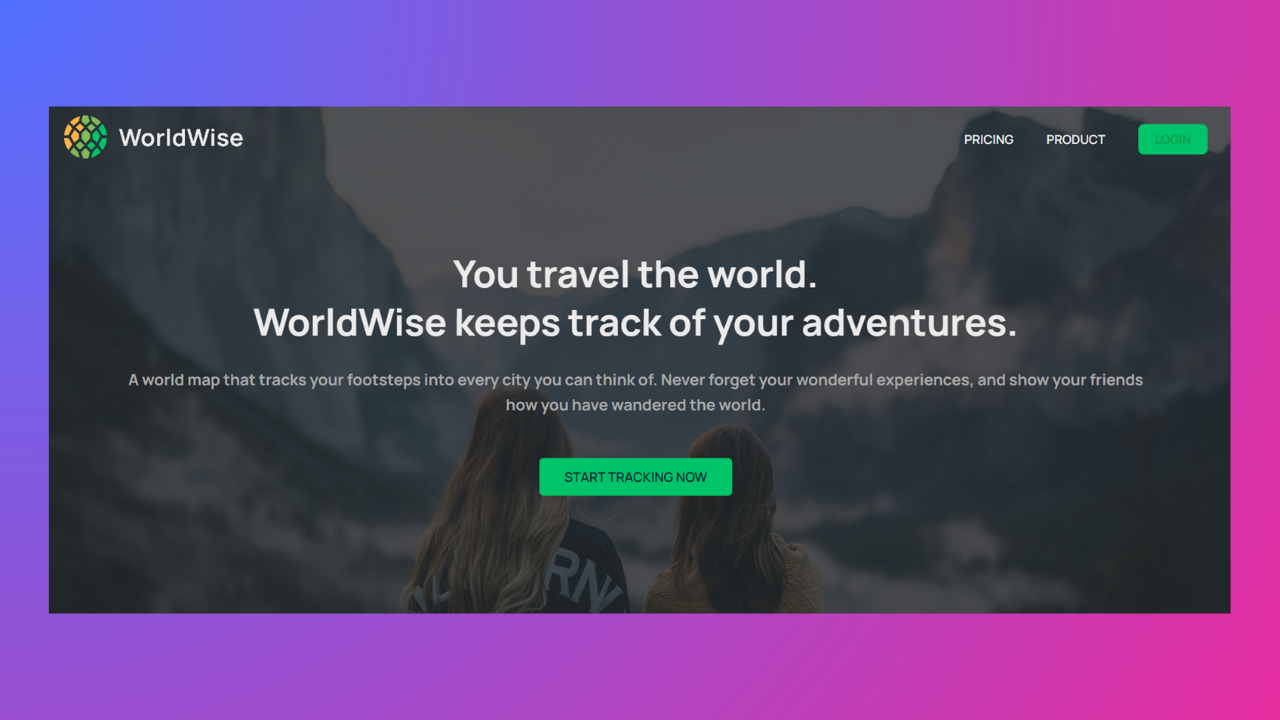 WorldWise
PRICING
PRODUCT
LOGIN
You travel the world.
WorldWise keeps track of your adventures.
A world map that tracks your footsteps into every city you can think of. Never forget your wonderful experiences, and show your friends
how you have wandered the world.
START TRACKING NOW
RNI